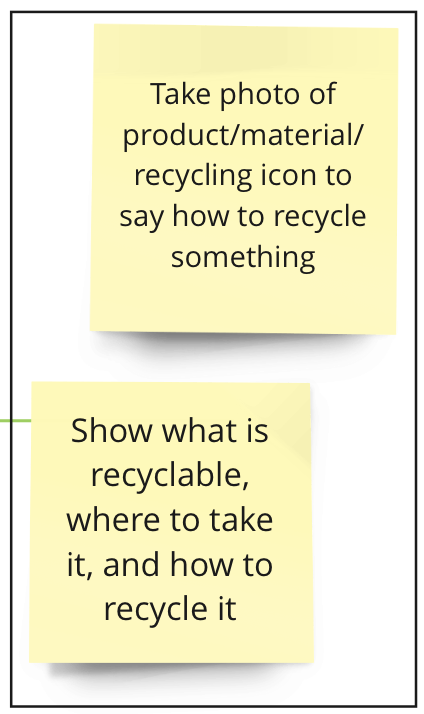 Take photo of
product/material/
recycling icon to
say how to recycle
something
Show what is
recyclable,
where to take
it, and how to
recycle it